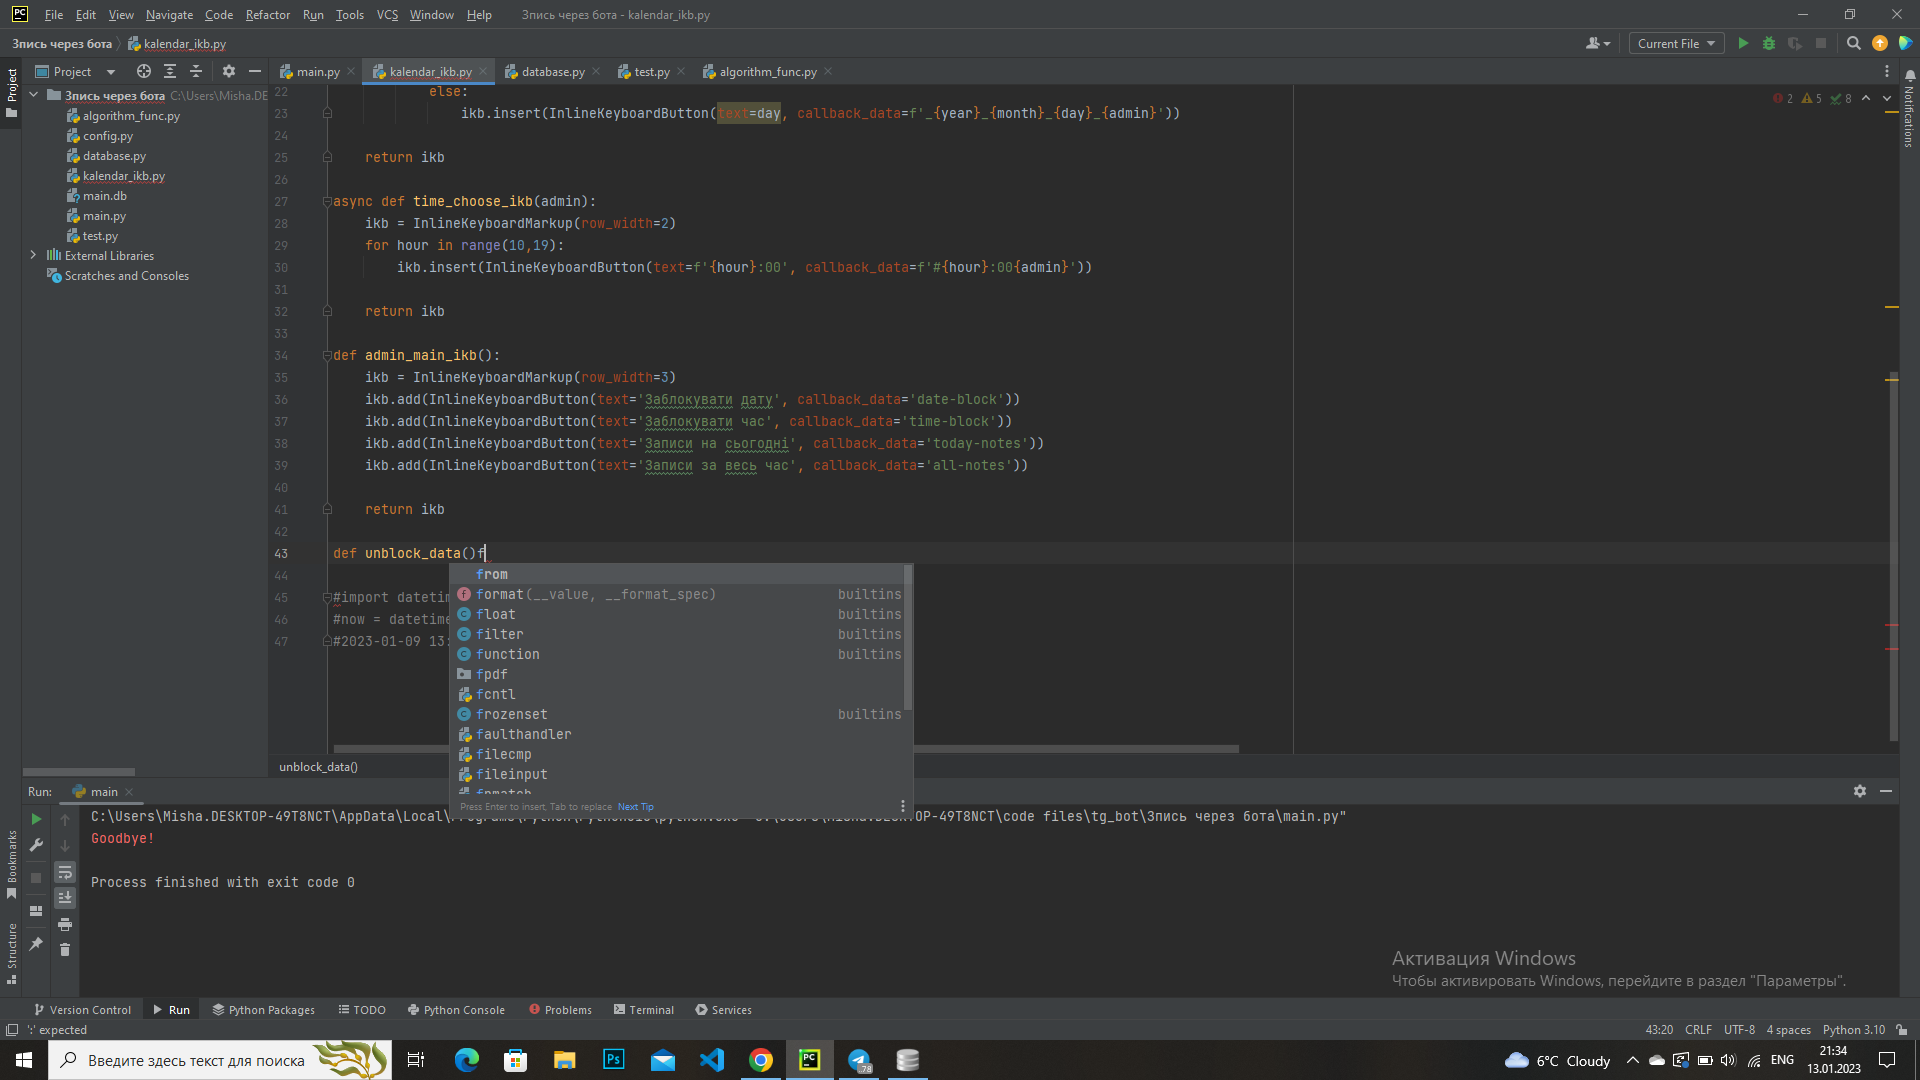 PC File Edit View Navigate Code Refactor Run Tools VCS Window Help Зпись через бота - kalendar_ikb.py
Зпись через бота kalendar_ikb.py Current File
Project main.py kalendar_ikb.py database.py test.py algorithm_func.py
Project
Notifications
Зпись через бота C:\Users\Misha.DE
algorithm_func.py
config.py
database.py
kalendar_ikb.py
main.db
main.py
test.py
External Libraries
Scratches and Consoles
2 5 8
22 else:
23 ikb.insert(InlineKeyboardButton(text=day, callback_data=f'_{year}_{month}_{day}_{admin}'))
24
25 return ikb
26
27 async def time_choose_ikb(admin):
28 ikb = InlineKeyboardMarkup(row_width=2)
29 for hour in range(10,19):
30 ikb.insert(InlineKeyboardButton(text=f'{hour}:00', callback_data=f'#{hour}:00{admin}'))
31
32 return ikb
33
34 def admin_main_ikb():
35 ikb = InlineKeyboardMarkup(row_width=3)
36 ikb.add(InlineKeyboardButton(text='Заблокувати дату', callback_data='date-block'))
37 ikb.add(InlineKeyboardButton(text='Заблокувати час', callback_data='time-block'))
38 ikb.add(InlineKeyboardButton(text='Записи на сьогодні', callback_data='today-notes'))
39 ikb.add(InlineKeyboardButton(text='Записи за весь час', callback_data='all-notes'))
40
41 return ikb
42
43 def unblock_data()f
44
45 #import datetim
46 #now = datetime
47 #2023-01-09 13:
from
format(__value, __format_spec) builtins
float builtins
filter builtins
function builtins
fpdf
fcntl
frozenset builtins
faulthandler
filecmp
fileinput
Press Enter to insert, Tab to replace Next Tip
unblock_data()
Run: main
C:\Users\Misha.DESKTOP-49T8NCT\AppData\Local\ code files\tg_bot\Зпись через бота\main.py"
Goodbye!
Process finished with exit code 0
Bookmarks
Structure
Активация Windows
Чтобы активировать Windows, перейдите в раздел "Параметры".
Version Control Run Python Packages TODO Python Console Problems Terminal Services
':' expected 43:20 CRLF UTF-8 4 spaces Python 3.10
Введите здесь текст для поиска Ps PC .78 6°C Cloudy ENG 21:34
13.01.2023